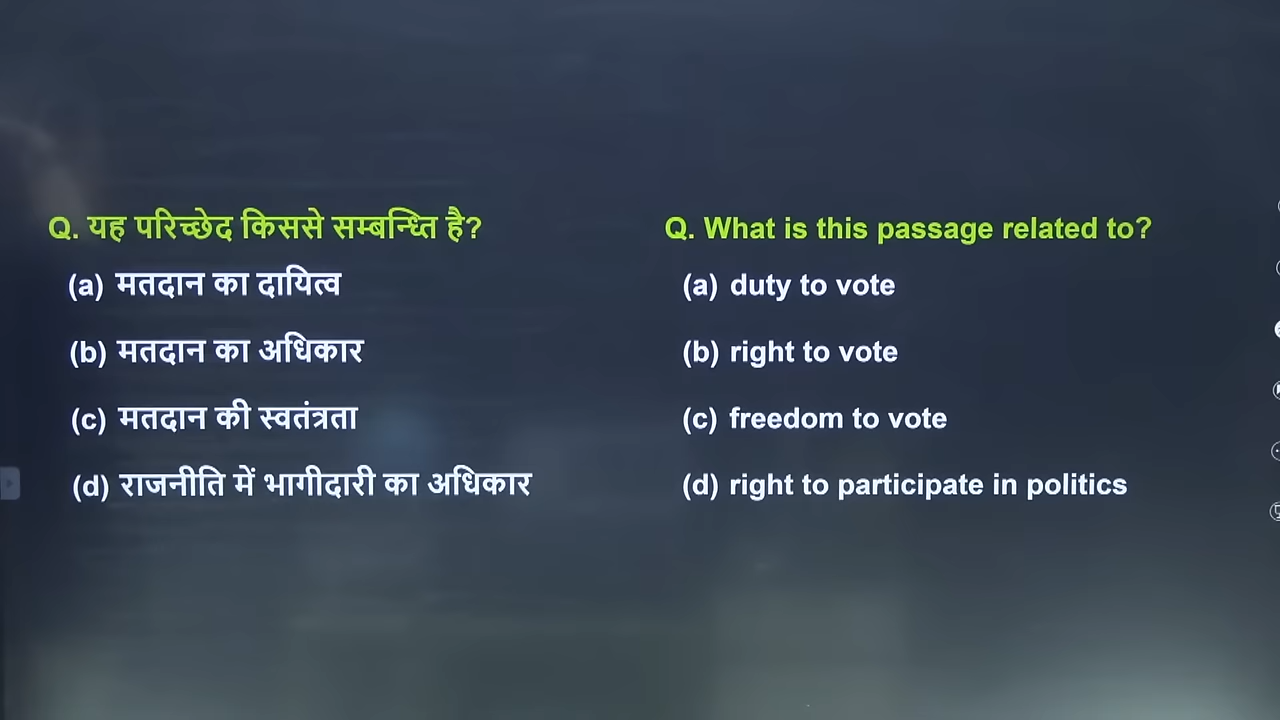 Q. यह परिच्छेद किससे सम्बन्धित है?
(a) मतदान का दायित्व
(b) मतदान का अधिकार
(c) मतदान की स्वतंत्रता
(d) राजनीति में भागीदारी का अधिकार
Q. What is this passage related to?
(a) duty to vote
(b) right to vote
(c) freedom to vote
(d) right to participate in politics